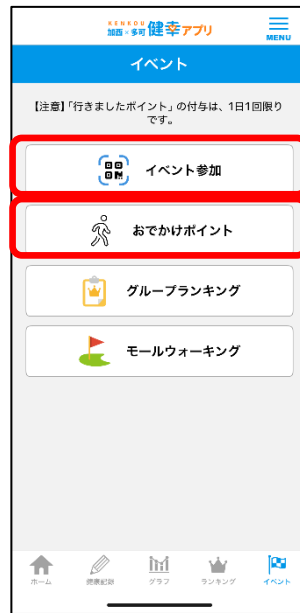 KENKOU
加西×多可 健幸アプリ
MENU
イベント
【注意】「行きましたポイント」の付与は、1日1回限り
です。
イベント参加
おでかけポイント
グループランキング
モールウォーキング
ホーム
健康記録
グラフ
ランキング
イベント